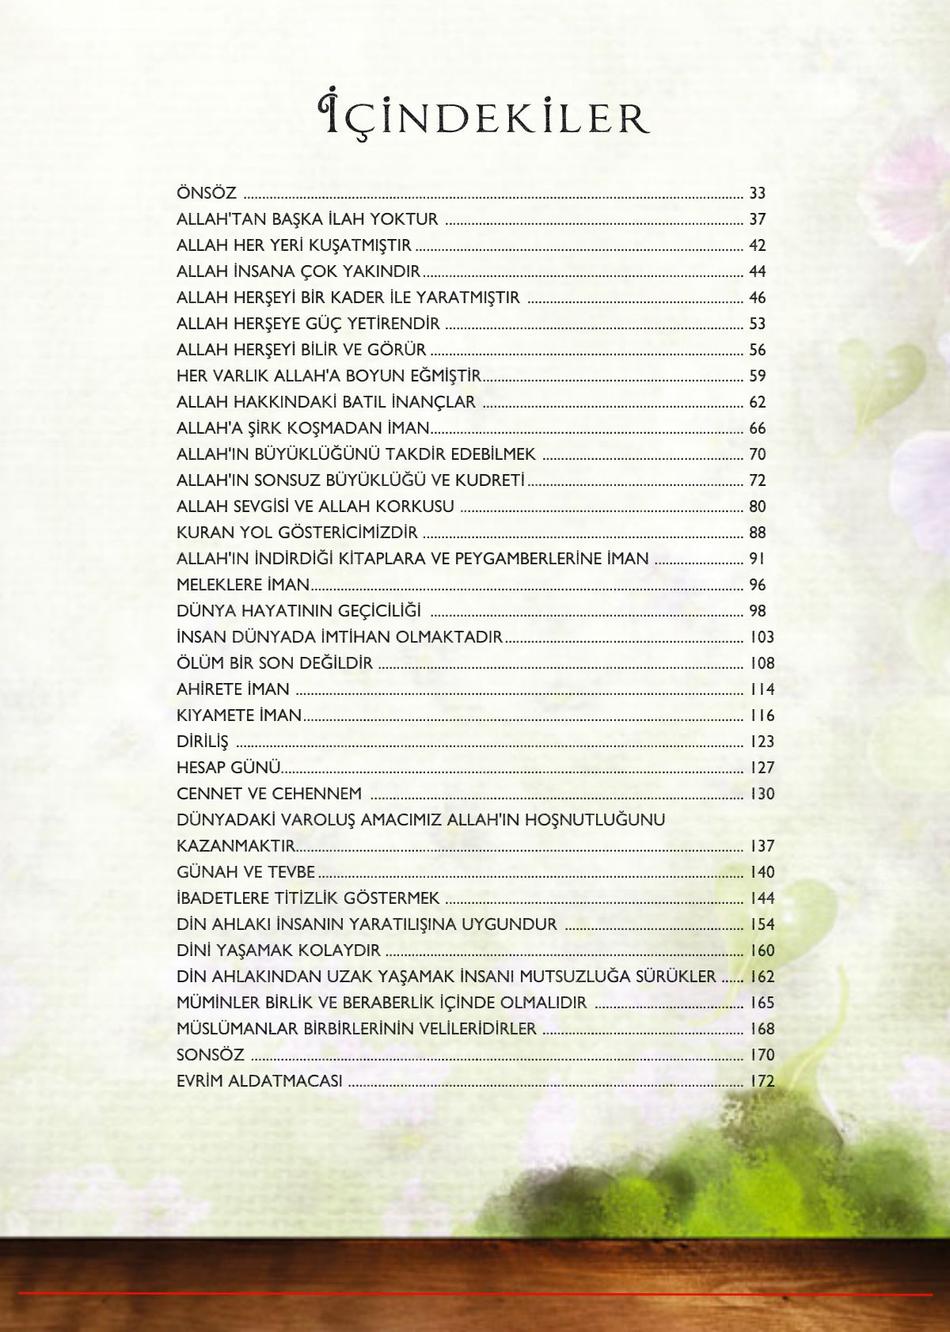 İÇİNDEKİLER
ÖNSÖZ ........ 33
ALLAH'TAN BAŞKA İLAH YOKTUR ........ 37
ALLAH HER YERİ KUŞATMIŞTIR ........ 42
ALLAH İNSANA ÇOK YAKINDIR ........ 44
ALLAH HERŞEYİ BİR KADER İLE YARATMIŞTIR ........ 46
ALLAH HERŞEYE GÜÇ YETİRENDİR ........ 53
ALLAH HERŞEYİ BİLİR VE GÖRÜR ........ 56
HER VARLIK ALLAH'A BOYUN EĞMİŞTİR ........ 59
ALLAH HAKKINDAKİ BATIL İNANÇLAR ........ 62
ALLAH'A ŞİRK KOŞMADAN İMAN ........ 66
ALLAH'IN BÜYÜKLÜĞÜNÜ TAKDİR EDEBİLMEK ........ 70
ALLAH'IN SONSUZ BÜYÜKLÜĞÜ VE KUDRETİ ........ 72
ALLAH SEVGİSİ VE ALLAH KORKUSU ........ 80
KURAN YOL GÖSTERİCİMİZDİR ........ 88
ALLAH'IN İNDİRDİĞİ KİTAPLARA VE PEYGAMBERLERİNE İMAN ........ 91
MELEKLERE İMAN ........ 96
DÜNYA HAYATININ GEÇİCİLİĞİ ........ 98
İNSAN DÜNYADA İMTİHAN OLMAKTADIR ........ 103
ÖLÜM BİR SON DEĞİLDİR ........ 108
AHİRETE İMAN ........ 114
KIYAMETE İMAN ........ 116
DİRİLİŞ ........ 123
HESAP GÜNÜ ........ 127
CENNET VE CEHENNEM ........ 130
DÜNYADAKİ VAROLUŞ AMACIMIZ ALLAH'IN HOŞNUTLUĞUNU
KAZANMAKTIR ........ 137
GÜNAH VE TEVBE ........ 140
İBADETLERE TİTİZLİK GÖSTERMEK ........ 144
DİN AHLAKI İNSANIN YARATILIŞINA UYGUNDUR ........ 154
DİNİ YAŞAMAK KOLAYDIR ........ 160
DİN AHLAKINDAN UZAK YAŞAMAK İNSANI MUTSUZLUĞA SÜRÜKLER ...... 162
MÜMİNLER BİRLİK VE BERABERLİK İÇİNDE OLMALIDIR ........ 165
MÜSLÜMANLAR BİRBİRLERİNİN VELİLERİDİRLER ........ 168
SONSÖZ ........ 170
EVRİM ALDATMACASI ........ 172